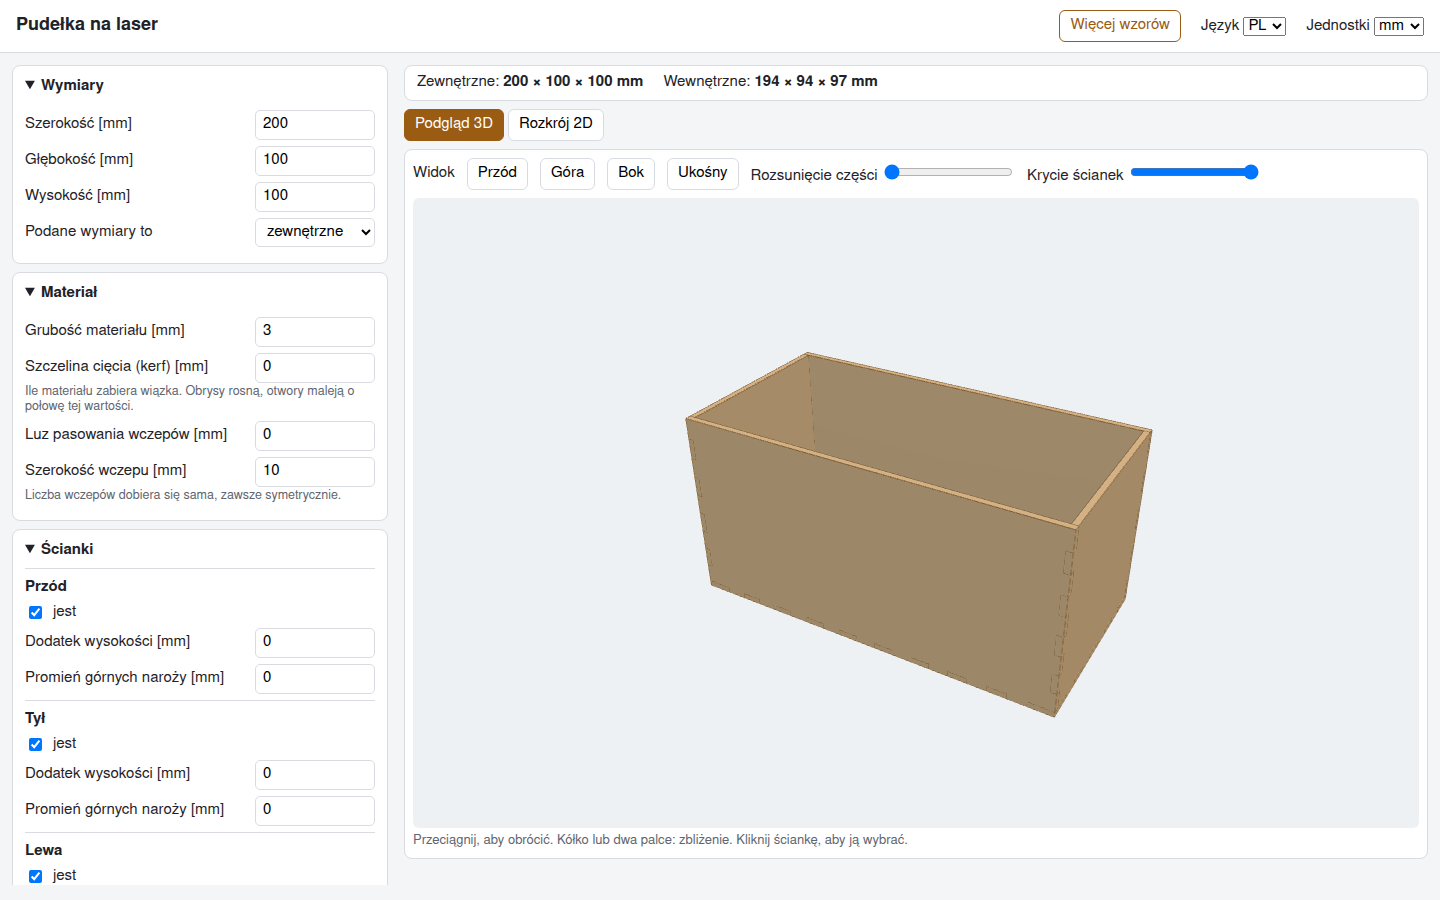 Pudełka na laser
Więcej wzorów
Język PL
Jednostki mm
Wymiary
Szerokość [mm] 200
Głębokość [mm] 100
Wysokość [mm] 100
Podane wymiary to zewnętrzne
Materiał
Grubość materiału [mm] 3
Szczelina cięcia (kerf) [mm] 0
Ile materiału zabiera wiązka. Obrysy rosną, otwory maleją o
połowę tej wartości.
Luz pasowania wczepów [mm] 0
Szerokość wczepu [mm] 10
Liczba wczepów dobiera się sama, zawsze symetrycznie.
Ścianki
Przód
jest
Dodatek wysokości [mm] 0
Promień górnych naroży [mm] 0
Tył
jest
Dodatek wysokości [mm] 0
Promień górnych naroży [mm] 0
Lewa
jest
Zewnętrzne: 200 × 100 × 100 mm Wewnętrzne: 194 × 94 × 97 mm
Podgląd 3D Rozkrój 2D
Widok Przód Góra Bok Ukośny Rozsunięcie części Krycie ścianek
Przeciągnij, aby obrócić. Kółko lub dwa palce: zbliżenie. Kliknij ściankę, aby ją wybrać.